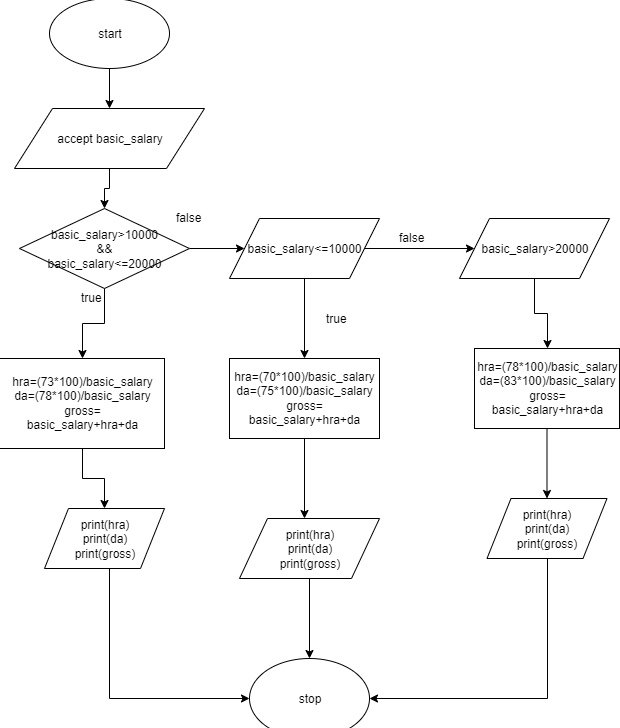 start
accept basic_salary
basic_salary>10000
&&
basic_salary<=20000
false
basic_salary<=10000
false
basic_salary>20000
true
true
hra=(73*100)/basic_salary
da=(78*100)/basic_salary
gross=
basic_salary+hra+da
hra=(70*100)/basic_salary
da=(75*100)/basic_salary
gross=
basic_salary+hra+da
hra=(78*100)/basic_salary
da=(83*100)/basic_salary
gross=
basic_salary+hra+da
print(hra)
print(da)
print(gross)
print(hra)
print(da)
print(gross)
print(hra)
print(da)
print(gross)
stop